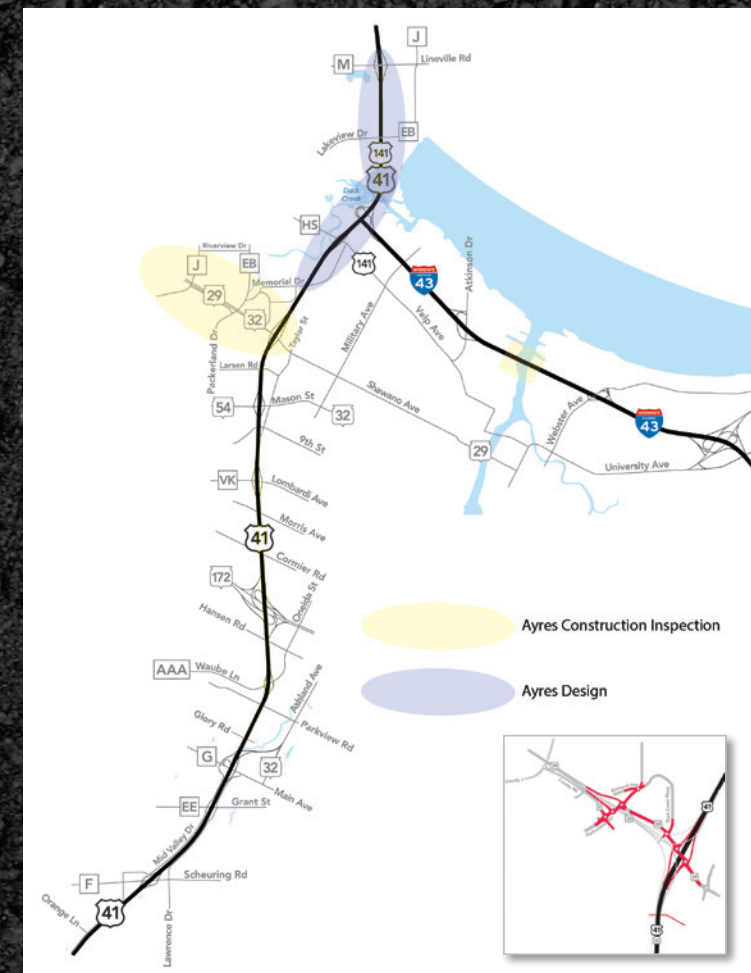 J
M
Lineville Rd
Lakeview Dr
EB
141
41
Duck
Creek
HS
141
Riverview Dr
J
EB
Memorial Dr
29
32
Packerland Dr
Taylor St
Military Ave
Velp Ave
Atkinson Dr
INTERSTATE
43
Larsen Rd
54
Mason St
32
Shawano Ave
29
Webster Ave
INTERSTATE
43
University Ave
9th St
VK
Lombardi Ave
Morris Ave
41
Cormier Rd
172
Oneida St
Hansen Rd
AAA
Waube Ln
Ashland Ave
Glory Rd
Parkview Rd
G
32
Main Ave
EE
Grant St
Mid Valley Dr
F
Scheuring Rd
Orange Ln
41
Lawrence Dr
Ayres Construction Inspection
Ayres Design
County J
41
41